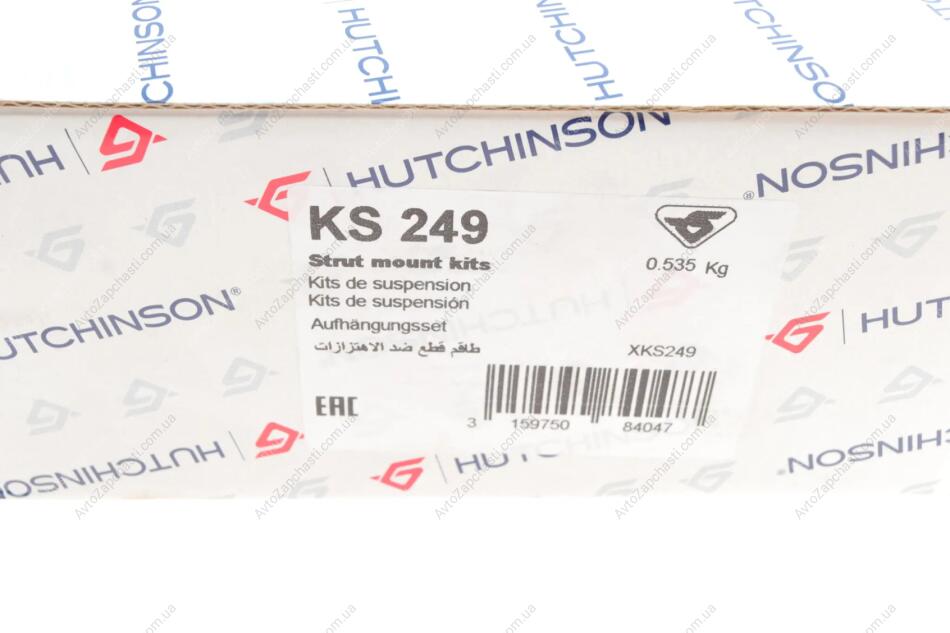 HUTCHINSON
KS 249
Strut mount kits
Kits de suspension
Kits de suspensión
Aufhängungsset
طاقم قطع ضد الاهتزازات
0.535 Kg
XKS249
EAC
3 159750 84047
HUTCHINSON®
HUTCHINSON
AvtoZapchasti.com.ua